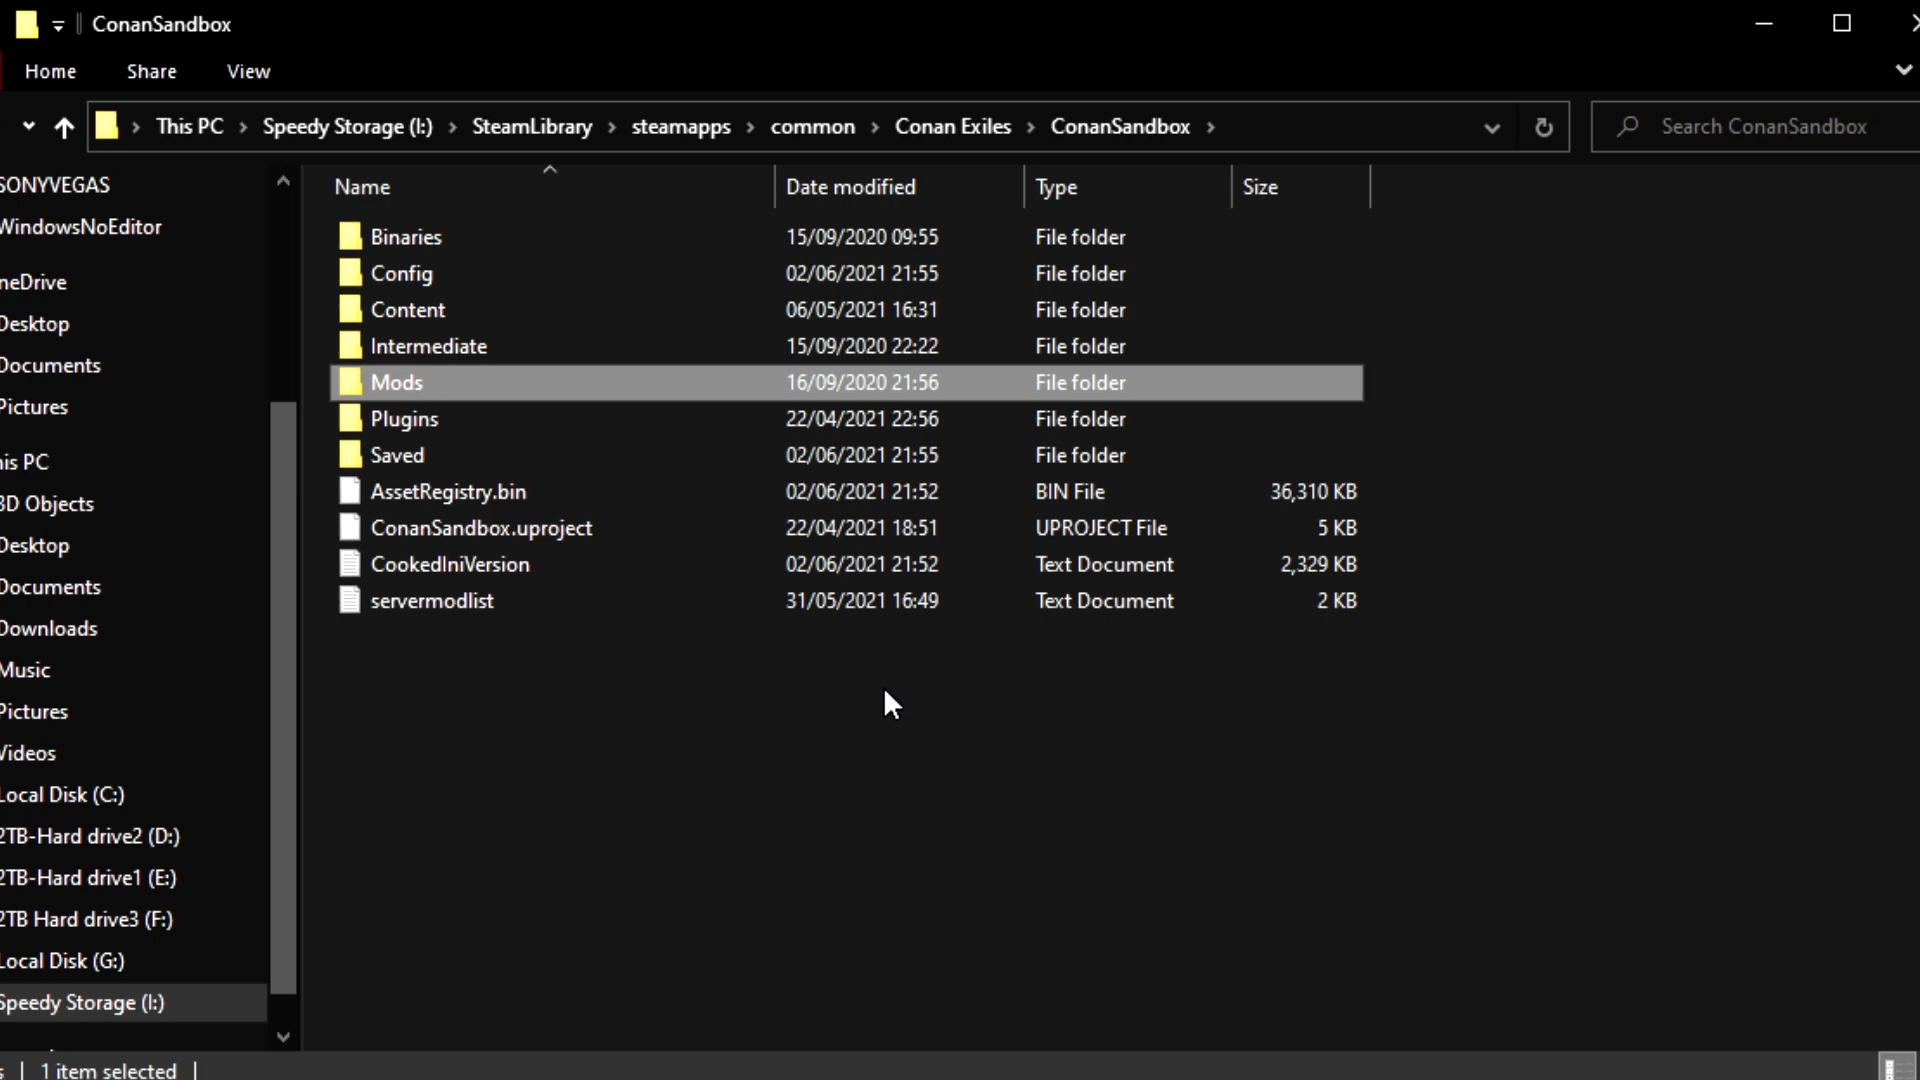 ConanSandbox
Home Share View
This PC Speedy Storage (I:) SteamLibrary steamapps common Conan Exiles ConanSandbox
Search ConanSandbox
SONYVEGAS
WindowsNoEditor
neDrive
Desktop
Documents
Pictures
is PC
3D Objects
Desktop
Documents
Downloads
Music
Pictures
Videos
Local Disk (C:)
2TB-Hard drive2 (D:)
2TB-Hard drive1 (E:)
2TB Hard drive3 (F:)
Local Disk (G:)
Speedy Storage (I:)
Name Date modified Type Size
Binaries 15/09/2020 09:55 File folder
Config 02/06/2021 21:55 File folder
Content 06/05/2021 16:31 File folder
Intermediate 15/09/2020 22:22 File folder
Mods 16/09/2020 21:56 File folder
Plugins 22/04/2021 22:56 File folder
Saved 02/06/2021 21:55 File folder
AssetRegistry.bin 02/06/2021 21:52 BIN File 36,310 KB
ConanSandbox.uproject 22/04/2021 18:51 UPROJECT File 5 KB
CookedIniVersion 02/06/2021 21:52 Text Document 2,329 KB
servermodlist 31/05/2021 16:49 Text Document 2 KB
s 1 item selected